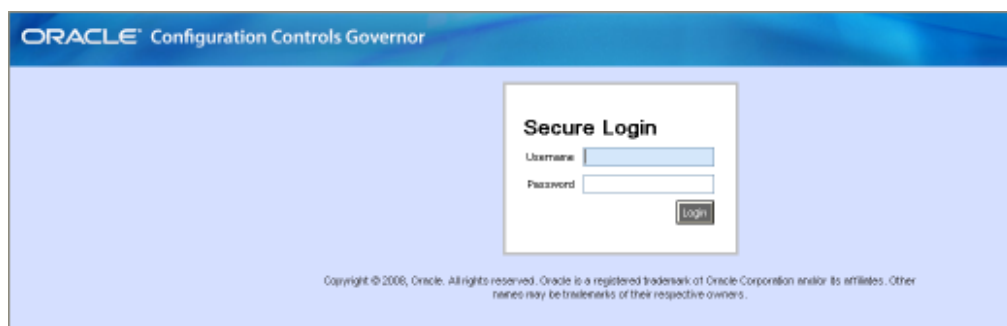 ORACLE® Configuration Controls Governor
Secure Login
Username
Password
Login
Copyright © 2008, Oracle. All rights reserved. Oracle is a registered trademark of Oracle Corporation and/or its affiliates. Other
names may be trademarks of their respective owners.